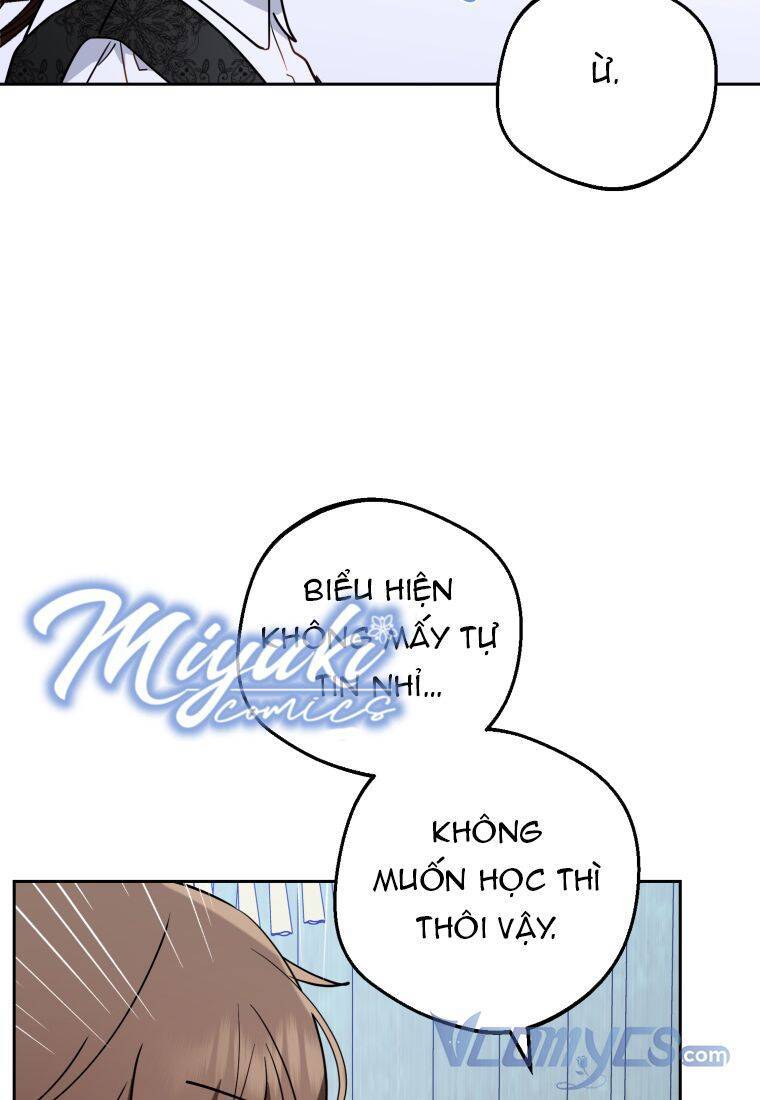 Ừ.
BIỂU HIỆN
KHÔNG MẤY TỰ
TIN NHỈ...
Miyuki
comics
KHÔNG
MUỐN HỌC THÌ
THÔI VẬY.
VCOMYCS.com